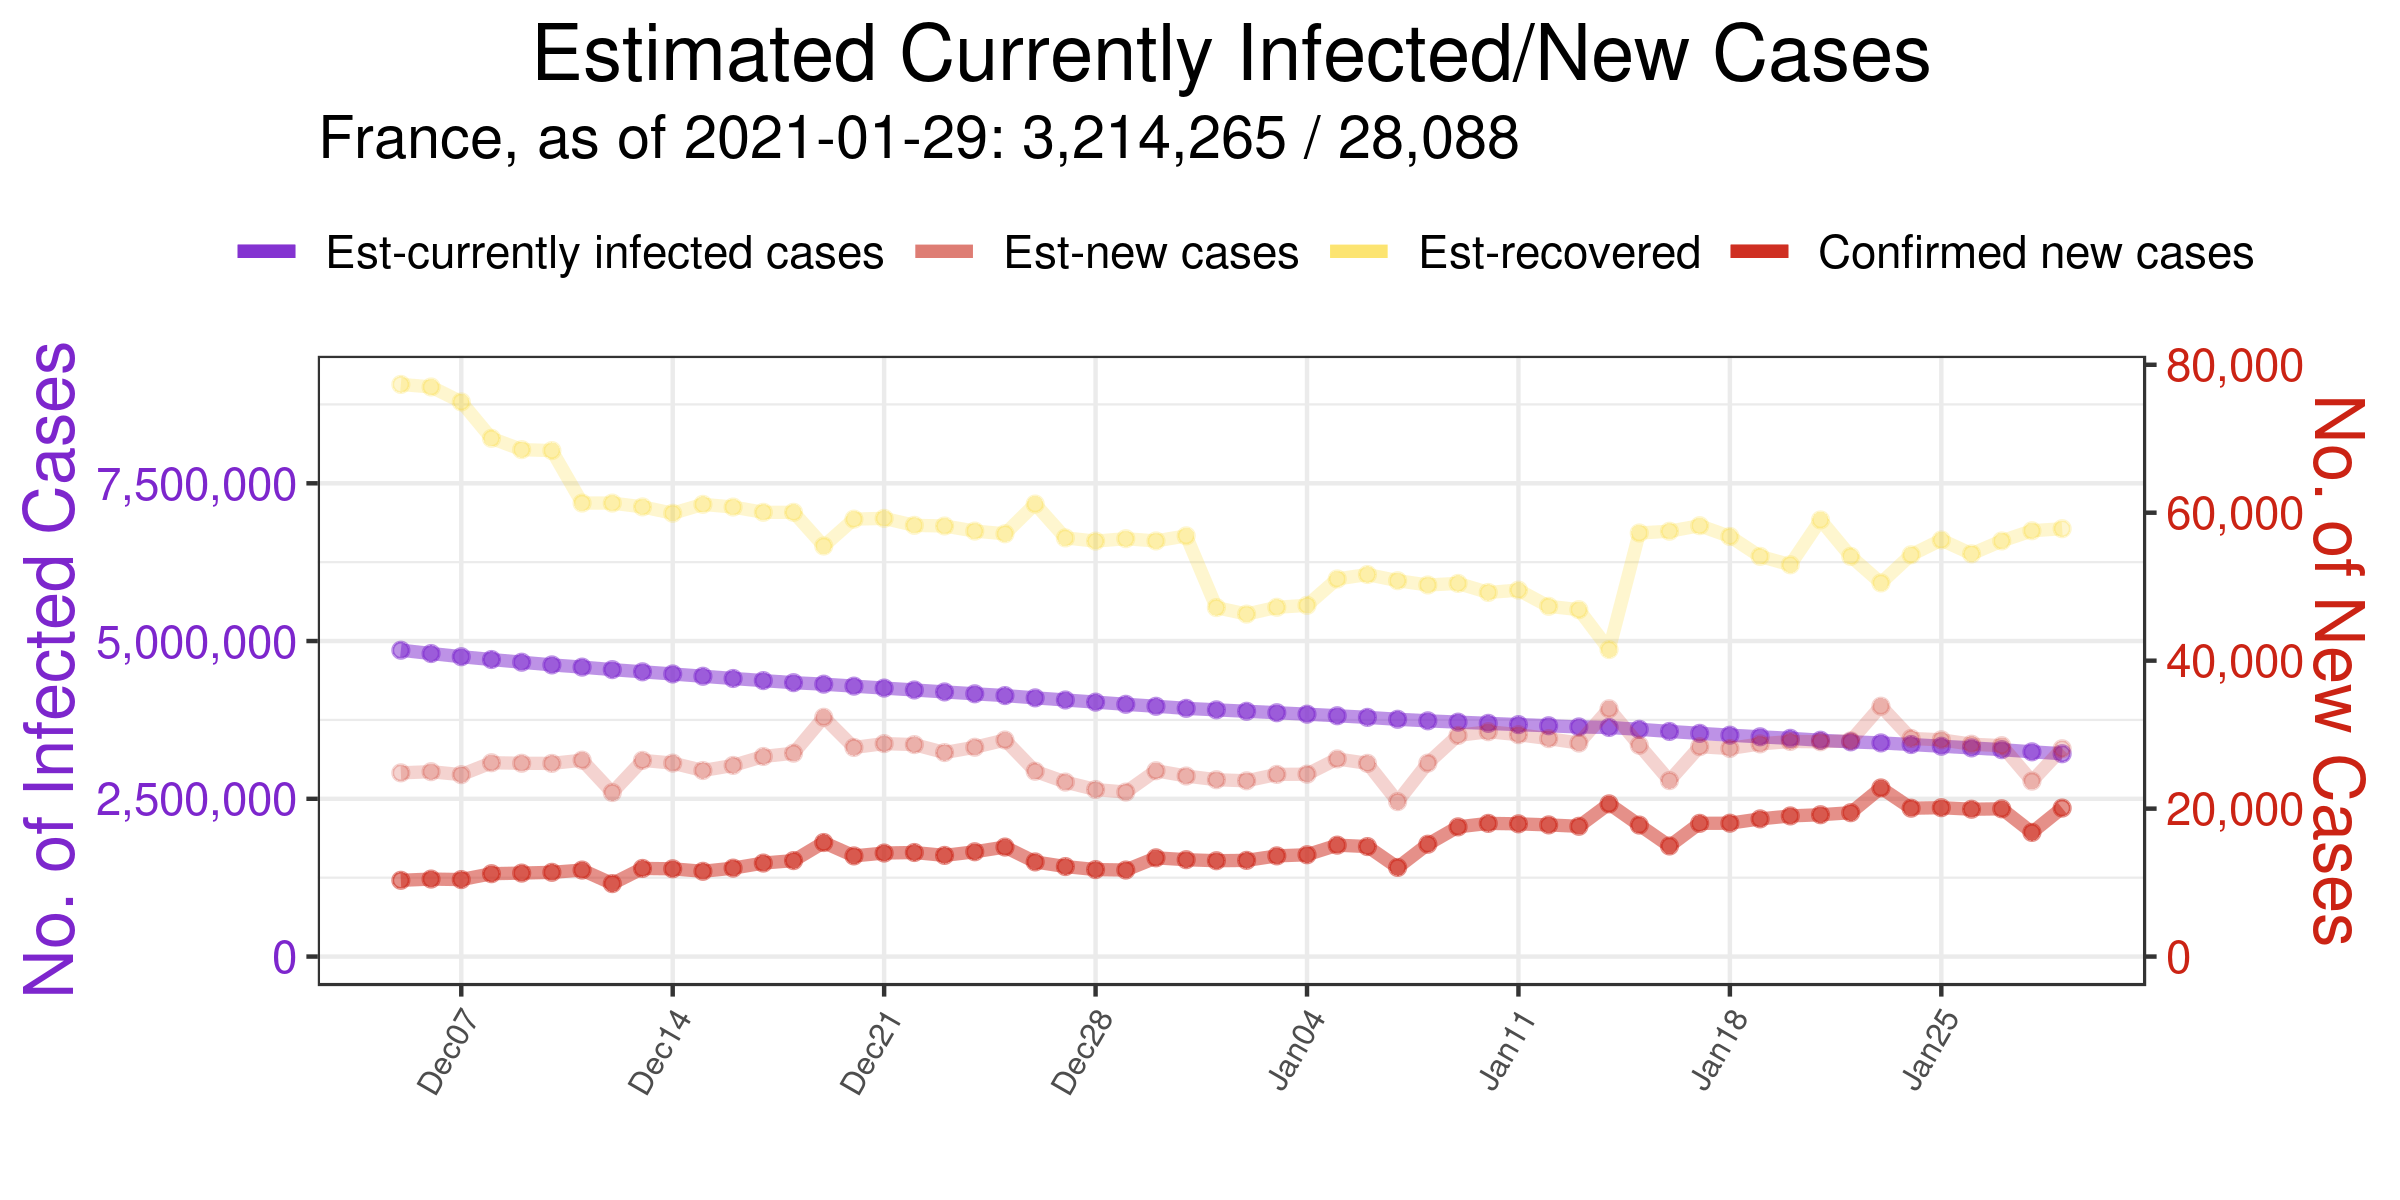 Estimated Currently Infected/New Cases
France, as of 2021-01-29: 3,214,265 / 28,088
Est-currently infected cases Est-new cases Est-recovered Confirmed new cases
No. of Infected Cases
7,500,000
5,000,000
2,500,000
0
80,000
60,000
40,000
20,000
0
No. of New Cases
Dec07 Dec14 Dec21 Dec28 Jan04 Jan11 Jan18 Jan25